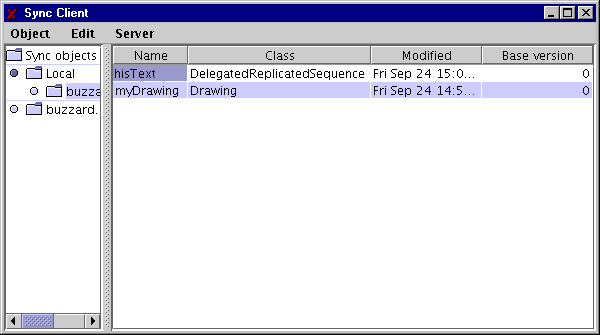 Sync Client
Object Edit Server
Sync objects
Local
buzza
buzzard.
Name Class Modified Base version
hisText DelegatedReplicatedSequence Fri Sep 24 15:0... 0
myDrawing Drawing Fri Sep 24 14:5... 0